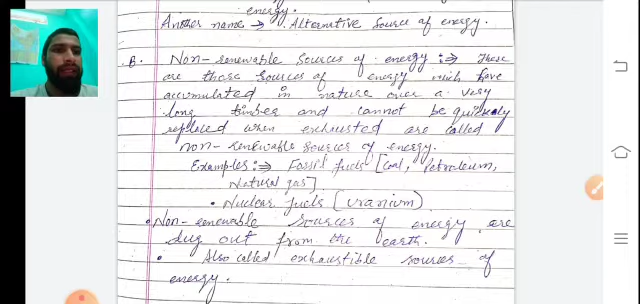 energy.
Another name → Alternative Source of energy.
B. Non-renewable Sources of energy :⇒ These
are those sources of energy which have
accumulated in nature over a very
long timber and cannot be quickely
replaced when exhausted are called
non-renewable sources of energy.
Examples :⇒ Fossil fuels [Coal, Petroleum,
Natural gas]
• Nuclear fuels [Uranium]
• Non-renewable sources of energy are
dug out from the earth.
• Also called exhaustible sources of
energy.